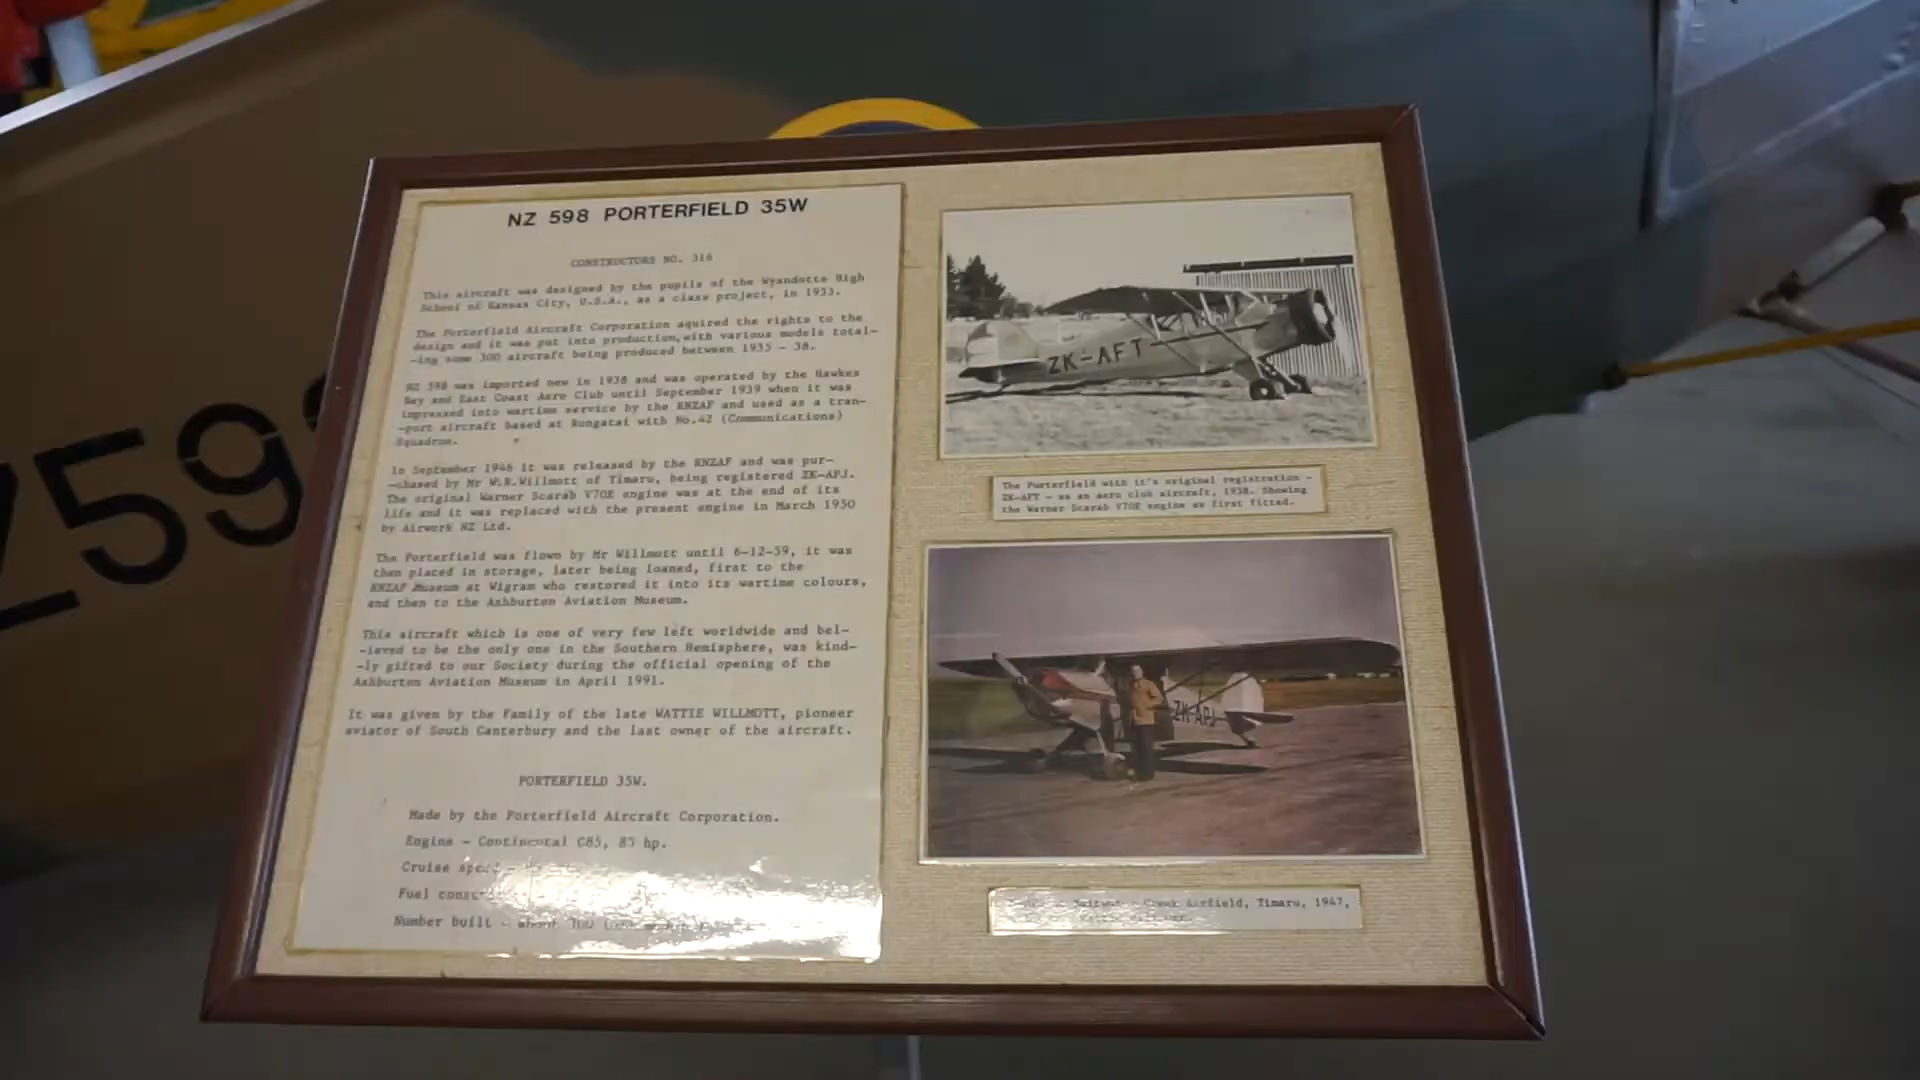 NZ 598 PORTERFIELD 35W
CONSTRUCTORS NO. 316
This aircraft was designed by the pupils of the Wyandotte High
School of Kansas City, U.S.A., as a class project, in 1933.
The Porterfield Aircraft Corporation aquired the rights to the
design and it was put into production,with various models total-
-ing some 300 aircraft being produced between 1935 - 38.
NZ 598 was imported new in 1938 and was operated by the Hawkes
Bay and East Coast Aero Club until September 1939 when it was
impressed into wartime service by the RNZAF and used as a tran-
-port aircraft based at Rongatai with No.42 (Communications)
Squadron.
In September 1946 it was released by the RNZAF and was pur-
-chased by Mr W.R.Willmott of Timaru, being registered ZK-APJ.
The original Warner Scarab V70E engine was at the end of its
life and it was replaced with the present engine in March 1950
by Airwork NZ Ltd.
The Porterfield was flown by Mr Willmott until 6-12-59, it was
then placed in storage, later being loaned, first to the
RNZAF Museum at Wigram who restored it into its wartime colours,
and then to the Ashburton Aviation Museum.
This aircraft which is one of very few left worldwide and bel-
-ieved to be the only one in the Southern Hemisphere, was kind-
-ly gifted to our Society during the official opening of the
Ashburton Aviation Museum in April 1991.
It was given by the Family of the late WATTIE WILLMOTT, pioneer
aviator of South Canterbury and the last owner of the aircraft.
PORTERFIELD 35W.
Made by the Porterfield Aircraft Corporation.
Engine - Continental C85, 85 hp.
Cruise
Fuel
Number built - about 300
ZK-AFT
The Porterfield with it's original registration -
ZK-AFT - as an aero club aircraft, 1938. Showing
the Warner Scarab V70E engine as first fitted.
ZK-APJ
Creek Airfield, Timaru, 1947,
Z59